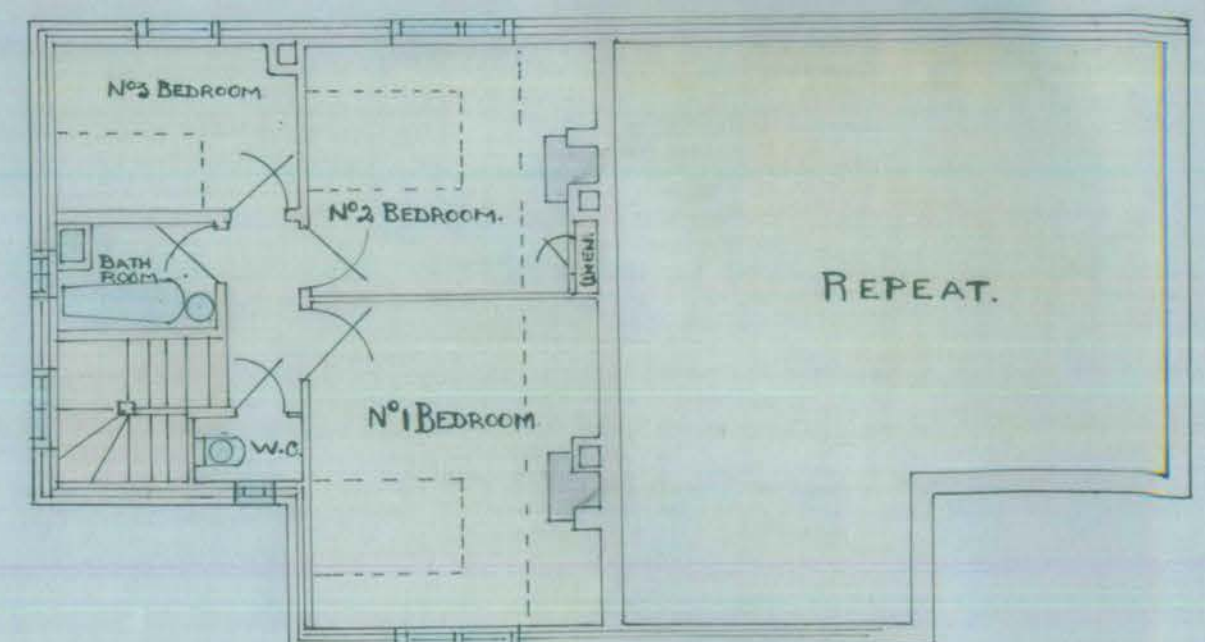 Nº3 BEDROOM
Nº2 BEDROOM.
BATH
ROOM
LINEN.
REPEAT.
Nº1 BEDROOM
W.C.